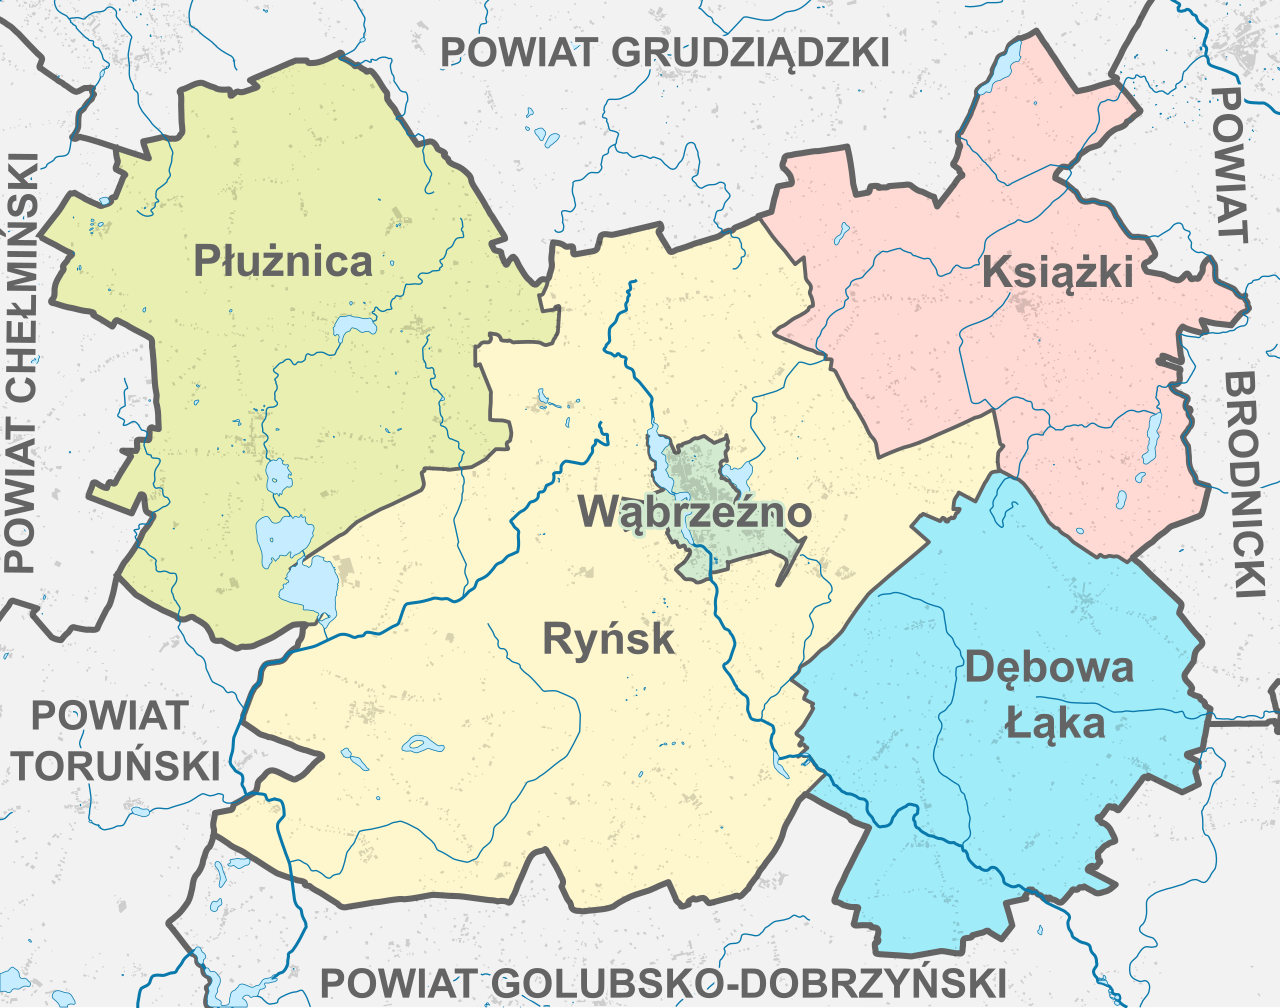 POWIAT GRUDZIĄDZKI
POWIAT
BRODNICKI
POWIAT CHEŁMIŃSKI
Płużnica
Książki
Wąbrzeźno
Ryńsk
Dębowa
Łąka
POWIAT
TORUŃSKI
POWIAT GOLUBSKO-DOBRZYŃSKI